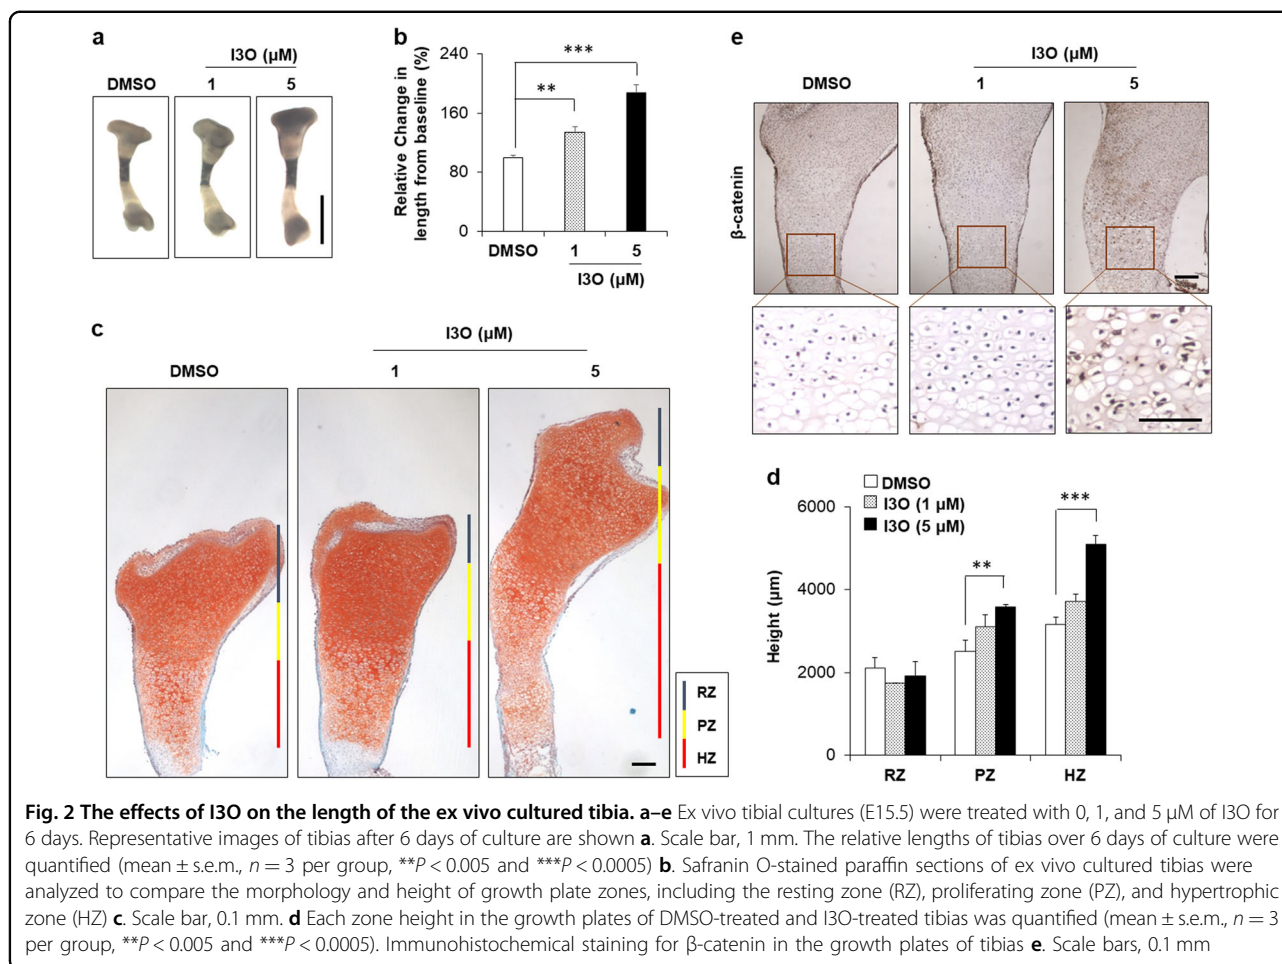 a
I3O (µM)
DMSO
1
5
b
Relative Change in
length from baseline (%)
240
160
80
0
**
***
DMSO
1
5
I3O (µM)
c
I3O (µM)
DMSO
1
5
RZ
PZ
HZ
e
I3O (µM)
DMSO
1
5
β-catenin
d
DMSO
I3O (1 µM)
I3O (5 µM)
Height (µm)
6000
4000
2000
0
**
***
RZ
PZ
HZ
Fig. 2 The effects of I3O on the length of the ex vivo cultured tibia. a–e Ex vivo tibial cultures (E15.5) were treated with 0, 1, and 5 µM of I3O for
6 days. Representative images of tibias after 6 days of culture are shown a. Scale bar, 1 mm. The relative lengths of tibias over 6 days of culture were
quantified (mean ± s.e.m., n = 3 per group, **P < 0.005 and ***P < 0.0005) b. Safranin O-stained paraffin sections of ex vivo cultured tibias were
analyzed to compare the morphology and height of growth plate zones, including the resting zone (RZ), proliferating zone (PZ), and hypertrophic
zone (HZ) c. Scale bar, 0.1 mm. d Each zone height in the growth plates of DMSO-treated and I3O-treated tibias was quantified (mean ± s.e.m., n = 3
per group, **P < 0.005 and ***P < 0.0005). Immunohistochemical staining for β-catenin in the growth plates of tibias e. Scale bars, 0.1 mm